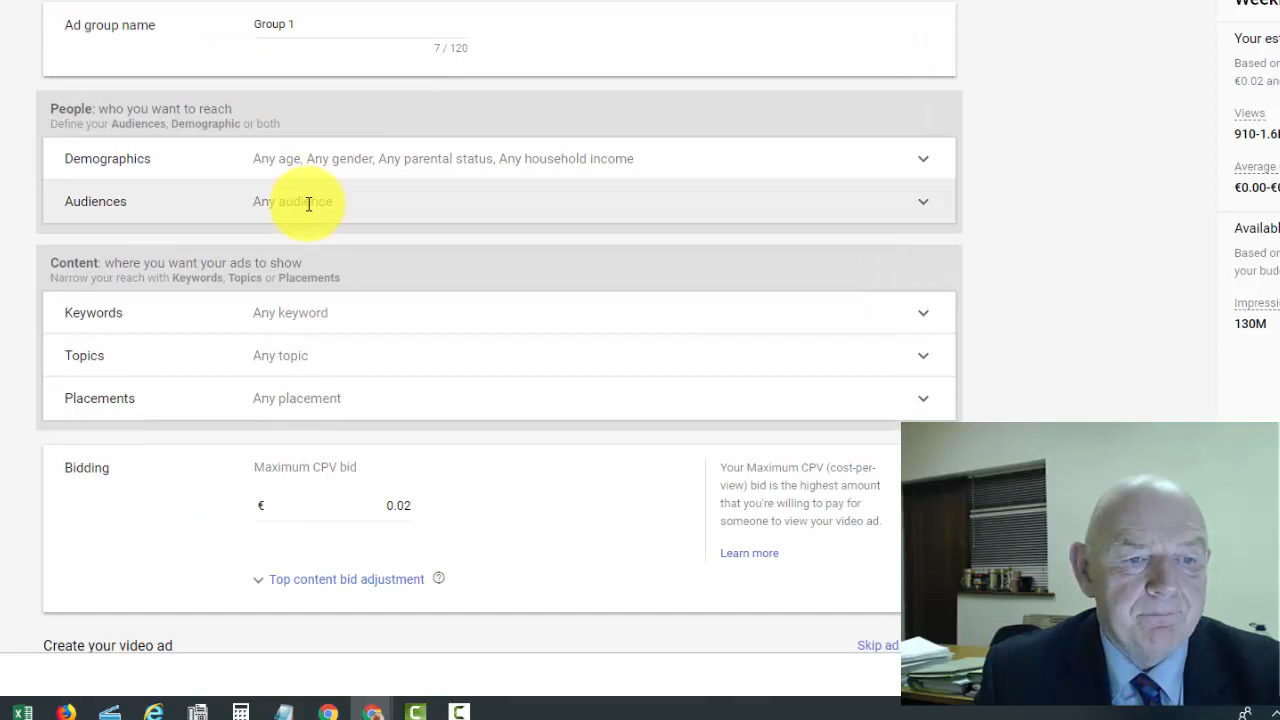 Ad group name
Group 1
7 / 120
People: who you want to reach
Define your Audiences, Demographic or both
Demographics
Any age, Any gender, Any parental status, Any household income
Audiences
Any audience
Content: where you want your ads to show
Narrow your reach with Keywords, Topics or Placements
Keywords
Any keyword
Topics
Any topic
Placements
Any placement
Bidding
Maximum CPV bid
€ 0.02
Top content bid adjustment
Your Maximum CPV (cost-per-
view) bid is the highest amount
that you're willing to pay for
someone to view your video ad.
Learn more
Create your video ad
Skip ad
Your es
Based on
€0.02 an
Views
910-1.6
Average
€0.00-€
Availab
Based on
your bud
Impressi
130M